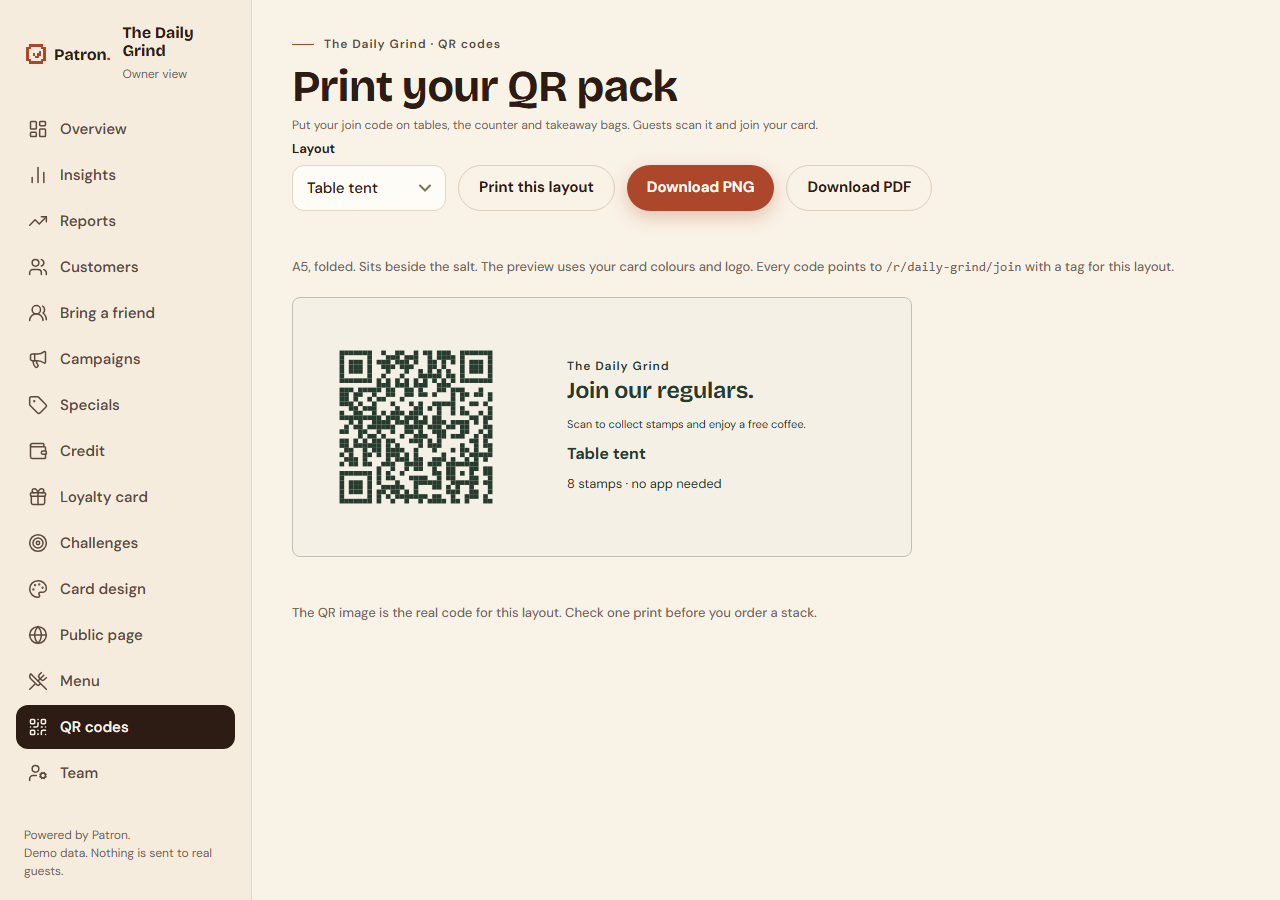 Patron.
The Daily
Grind
Owner view
Overview
Insights
Reports
Customers
Bring a friend
Campaigns
Specials
Credit
Loyalty card
Challenges
Card design
Public page
Menu
QR codes
Team
Powered by Patron.
Demo data. Nothing is sent to real
guests.
The Daily Grind · QR codes
Print your QR pack
Put your join code on tables, the counter and takeaway bags. Guests scan it and join your card.
Layout
Table tent
Print this layout
Download PNG
Download PDF
A5, folded. Sits beside the salt. The preview uses your card colours and logo. Every code points to /r/daily-grind/join with a tag for this layout.
The Daily Grind
Join our regulars.
Scan to collect stamps and enjoy a free coffee.
Table tent
8 stamps · no app needed
The QR image is the real code for this layout. Check one print before you order a stack.